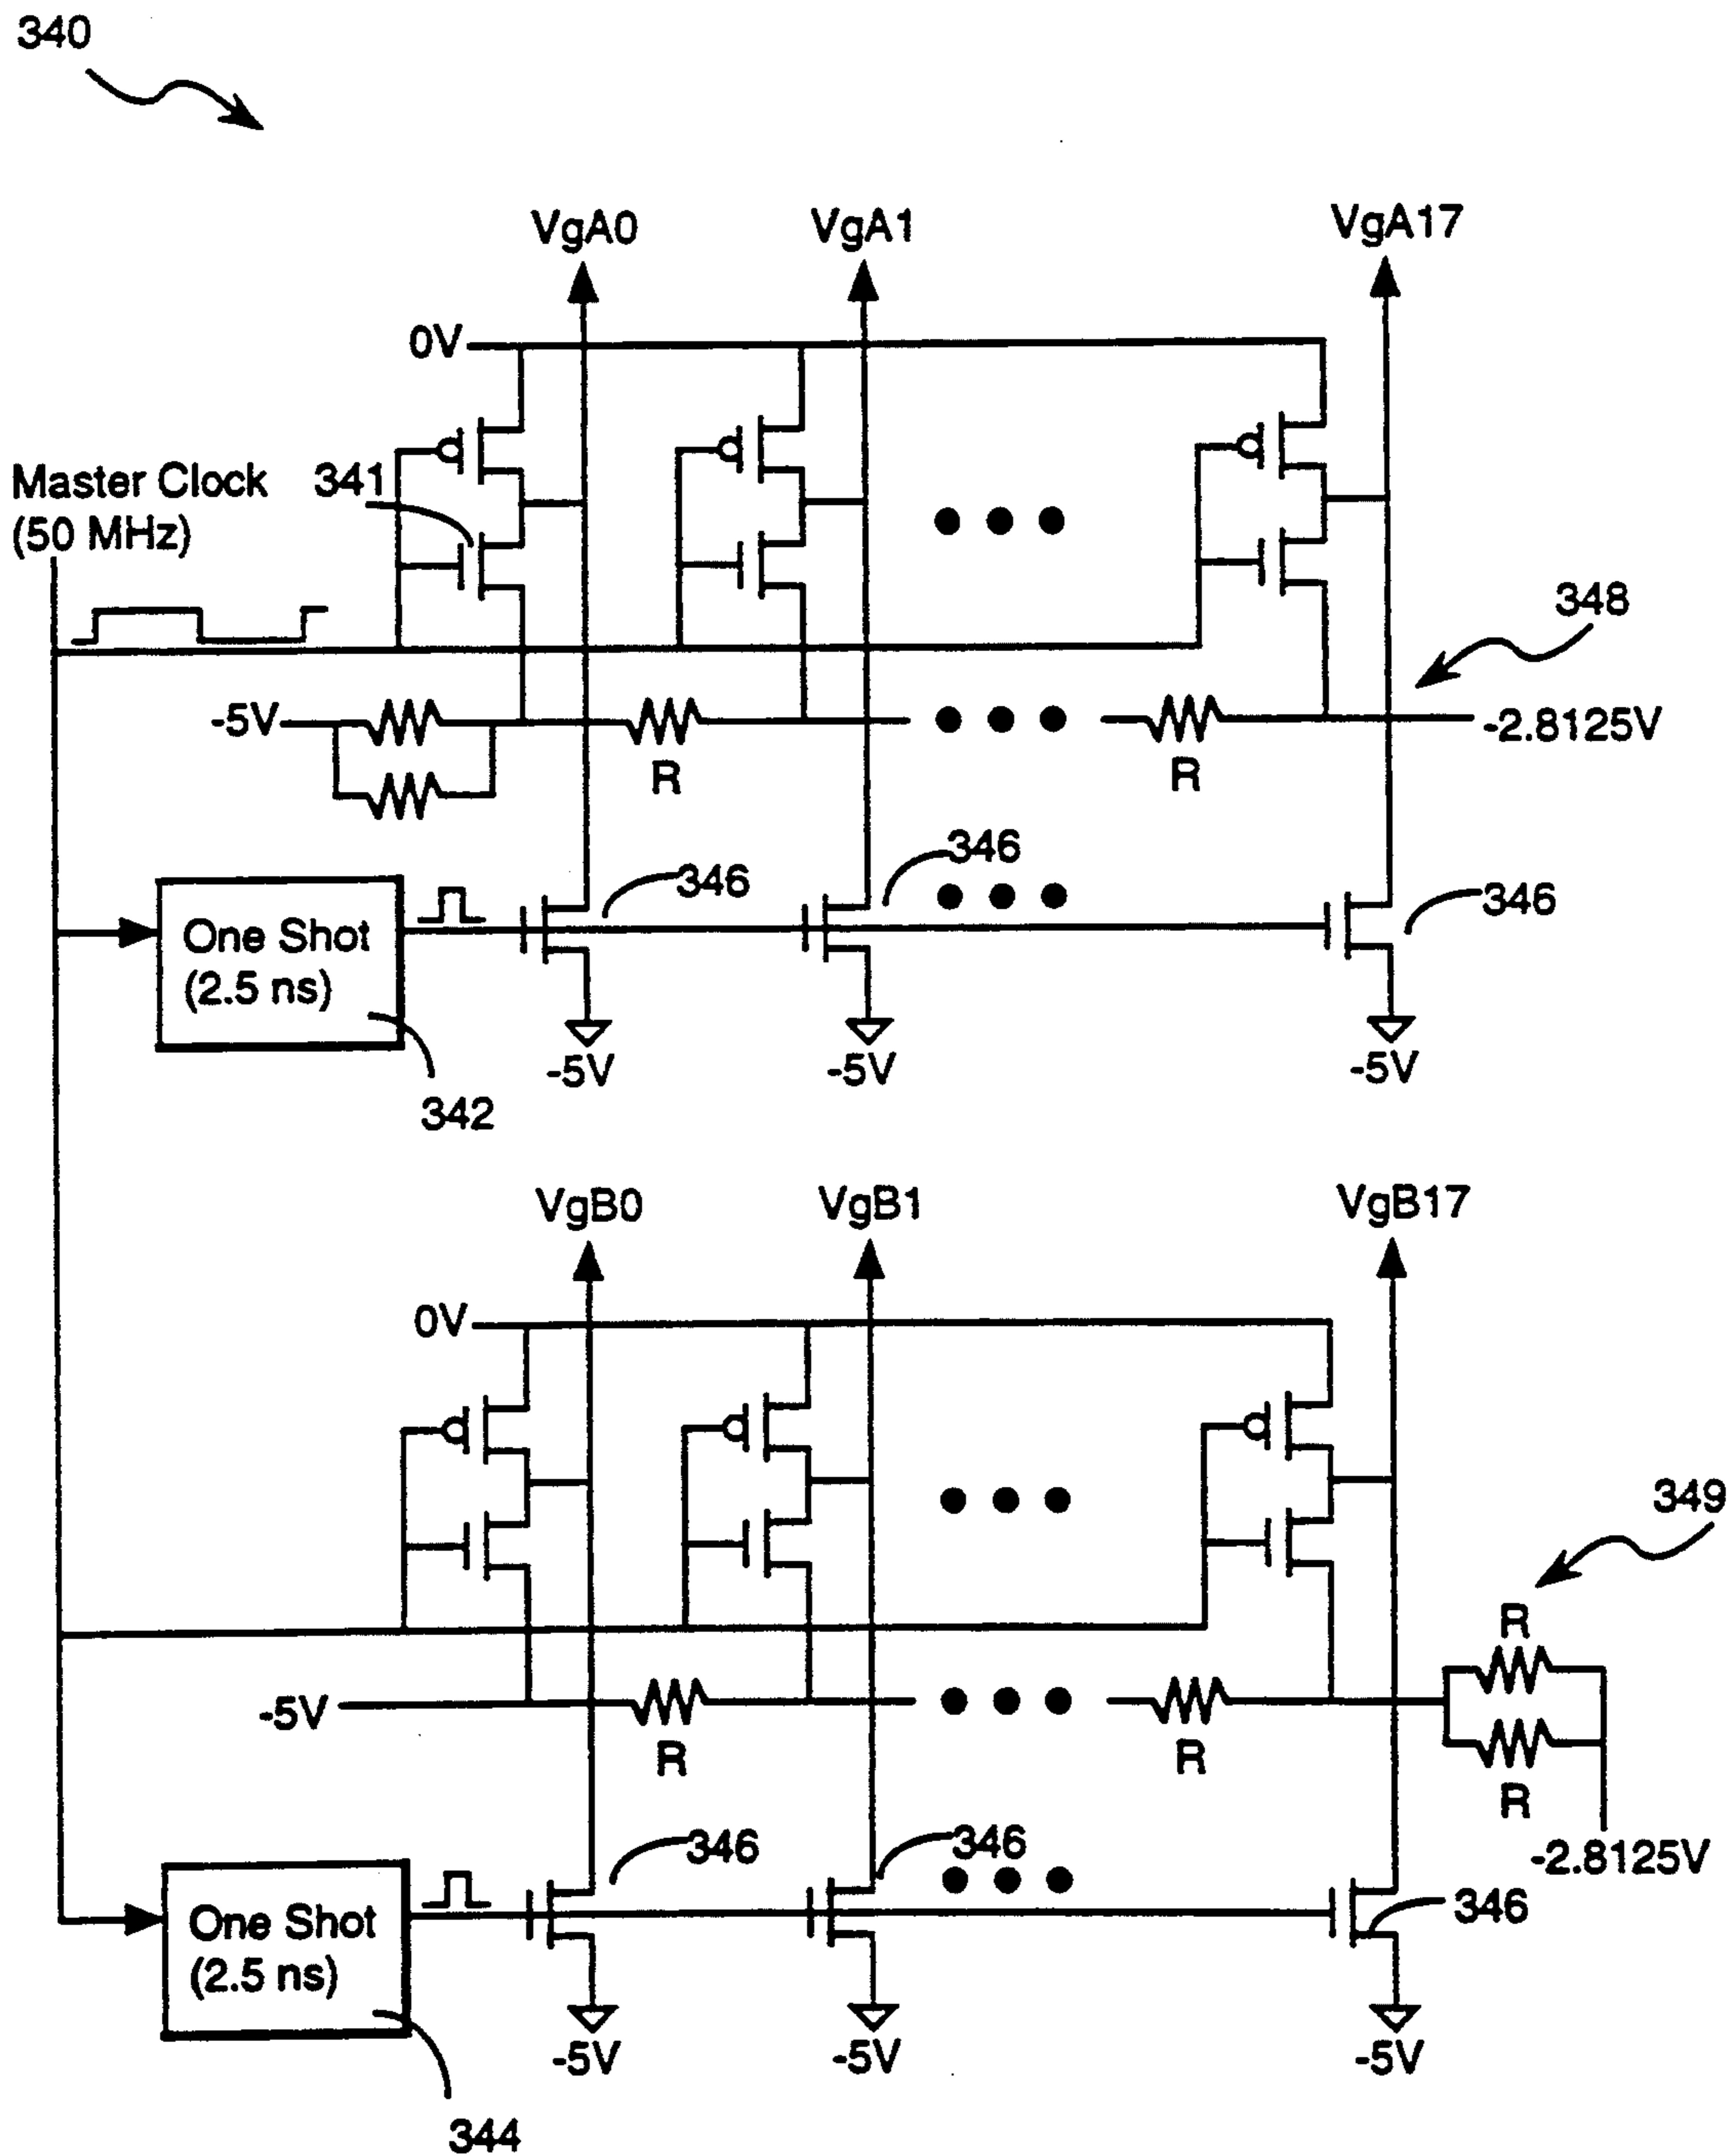 340
VgA0 VgA1 VgA17
0V
Master Clock 341
(50 MHz)
348
-5V R R -2.8125V
346 346 346
One Shot
(2.5 ns)
-5V -5V -5V
342
VgB0 VgB1 VgB17
0V
349
R
-5V R R
R
-2.8125V
346 346 346
One Shot
(2.5 ns)
-5V -5V -5V
344